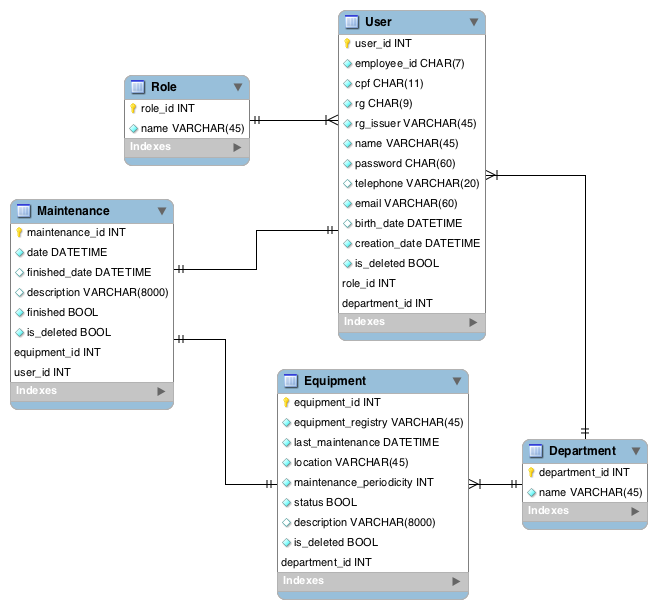 User
user_id INT
employee_id CHAR(7)
cpf CHAR(11)
rg CHAR(9)
rg_issuer VARCHAR(45)
name VARCHAR(45)
password CHAR(60)
telephone VARCHAR(20)
email VARCHAR(60)
birth_date DATETIME
creation_date DATETIME
is_deleted BOOL
role_id INT
department_id INT
Indexes
Role
role_id INT
name VARCHAR(45)
Indexes
Maintenance
maintenance_id INT
date DATETIME
finished_date DATETIME
description VARCHAR(8000)
finished BOOL
is_deleted BOOL
equipment_id INT
user_id INT
Indexes
Equipment
equipment_id INT
equipment_registry VARCHAR(45)
last_maintenance DATETIME
location VARCHAR(45)
maintenance_periodicity INT
status BOOL
description VARCHAR(8000)
is_deleted BOOL
department_id INT
Indexes
Department
department_id INT
name VARCHAR(45)
Indexes